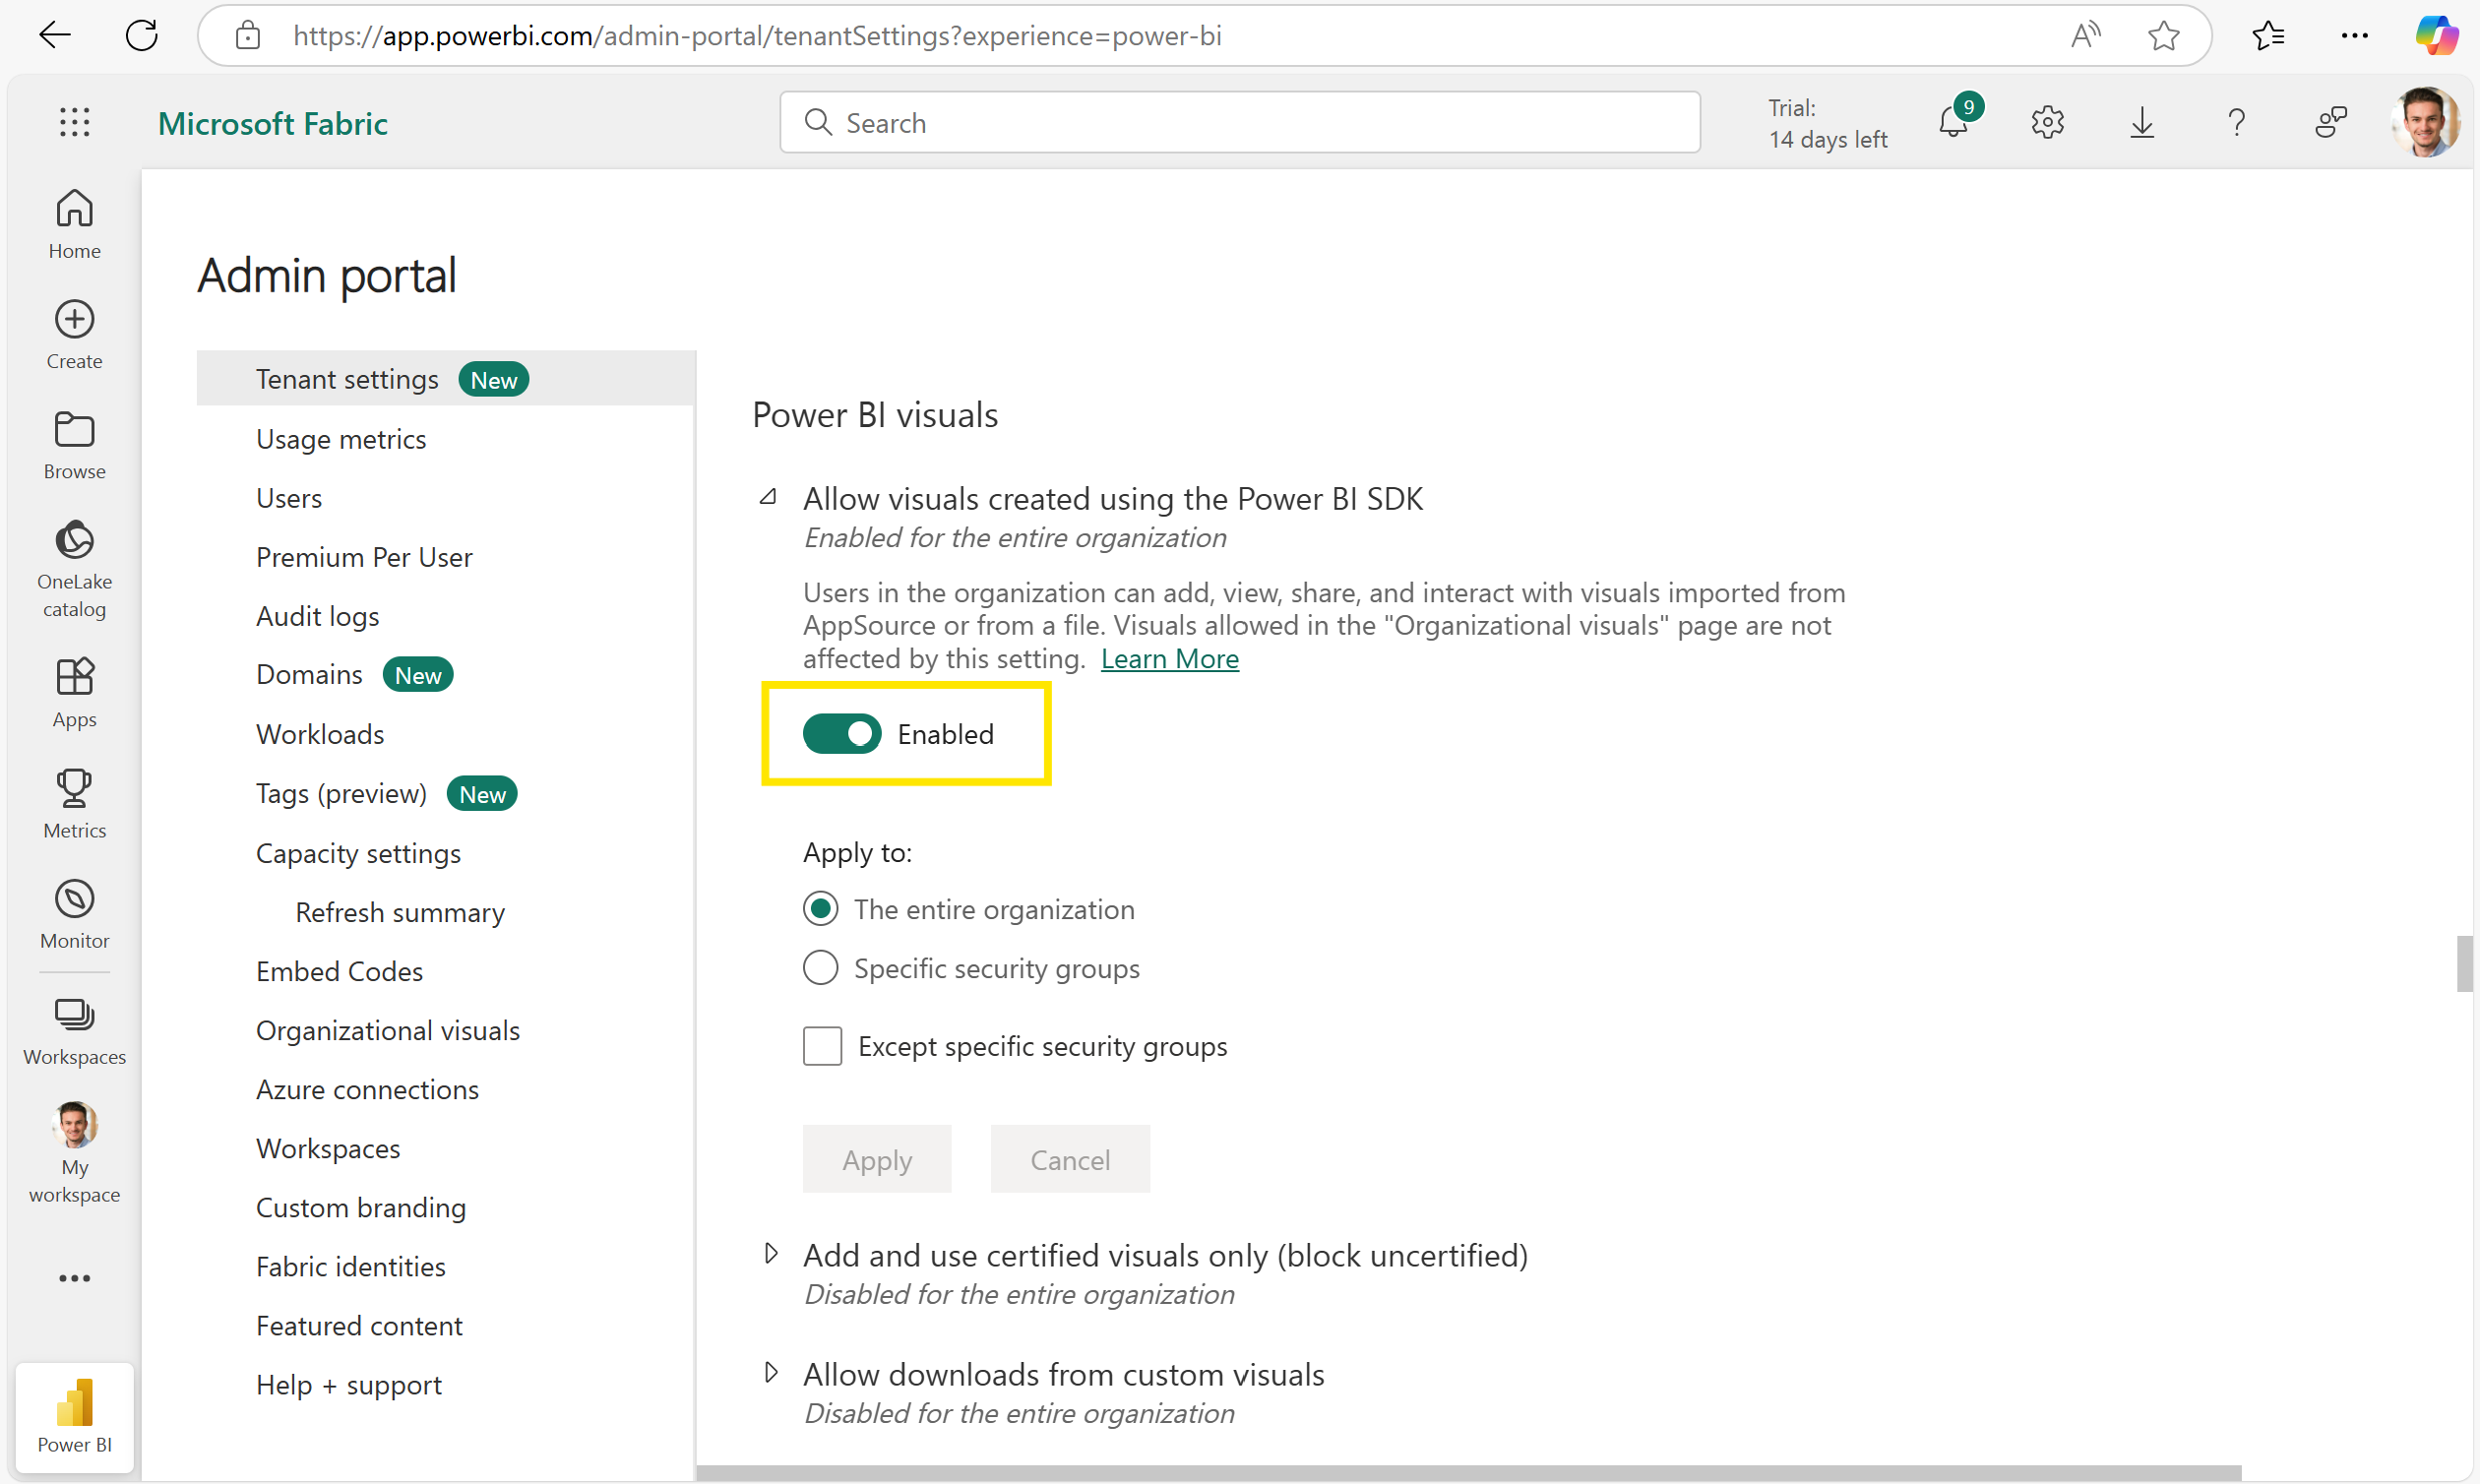 https://app.powerbi.com/admin-portal/tenantSettings?experience=power-bi
Microsoft Fabric
Search
Trial:
14 days left
9
Home
Create
Browse
OneLake
catalog
Apps
Metrics
Monitor
Workspaces
My
workspace
Power BI
Admin portal
Tenant settings New
Usage metrics
Users
Premium Per User
Audit logs
Domains New
Workloads
Tags (preview) New
Capacity settings
Refresh summary
Embed Codes
Organizational visuals
Azure connections
Workspaces
Custom branding
Fabric identities
Featured content
Help + support
Power BI visuals
Allow visuals created using the Power BI SDK
Enabled for the entire organization
Users in the organization can add, view, share, and interact with visuals imported from
AppSource or from a file. Visuals allowed in the "Organizational visuals" page are not
affected by this setting. Learn More
Enabled
Apply to:
The entire organization
Specific security groups
Except specific security groups
Apply
Cancel
Add and use certified visuals only (block uncertified)
Disabled for the entire organization
Allow downloads from custom visuals
Disabled for the entire organization